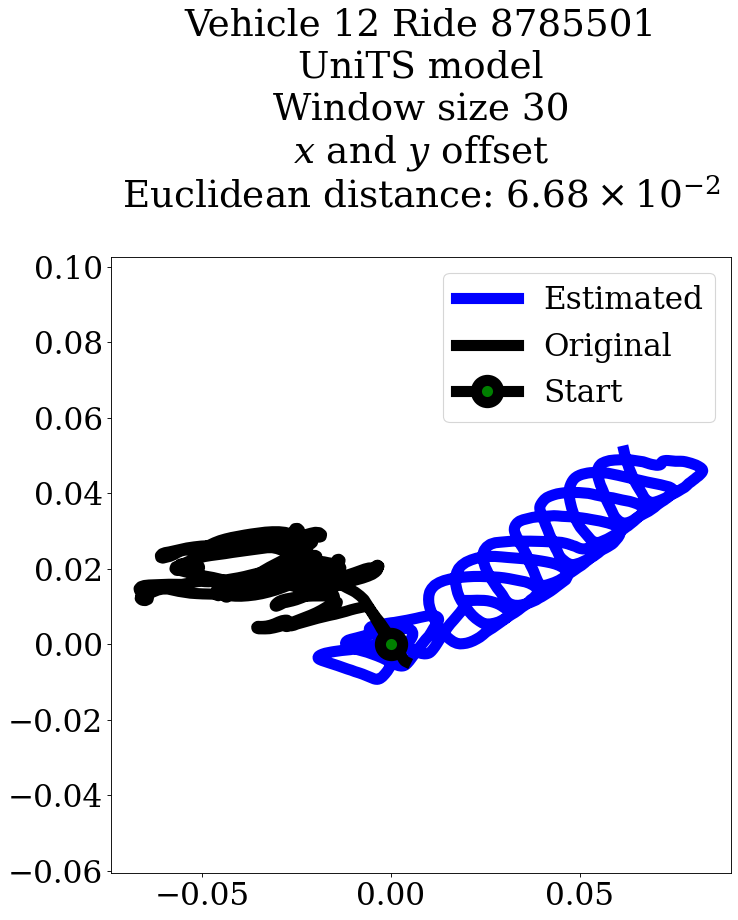 Vehicle 12 Ride 8785501
UniTS model
Window size 30
x and y offset
Euclidean distance: 6.68 × 10⁻²
0.10
0.08
0.06
0.04
0.02
0.00
−0.02
−0.04
−0.06
Estimated
Original
Start
−0.05
0.00
0.05